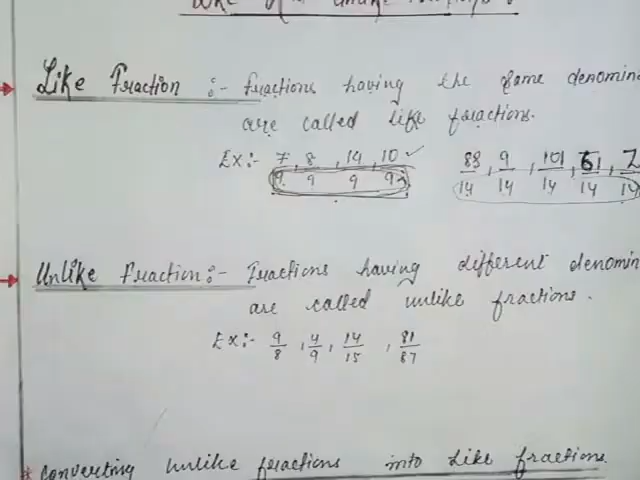 Like Fraction :- fractions having the same denomin
are called like fractions.
Ex:- 7/9, 8/9, 14/9, 10/9 ✓ 88/14, 9/14, 101/14, 61/14, 7/14
Unlike Fraction:- Fractions having different denomin
are called unlike fractions.
Ex:- 9/8, 4/9, 14/15, 81/87
* Converting unlike fractions into Like fractions.